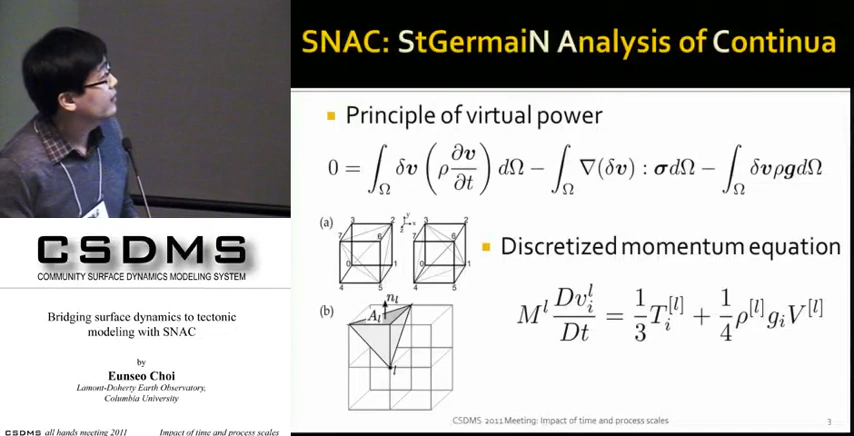 SNAC: StGermaiN Analysis of Continua
Principle of virtual power
0 = ∫_Ω δv (ρ ∂v/∂t) dΩ − ∫_Ω ∇(δv) : σdΩ − ∫_Ω δvρgdΩ
(a)
Discretized momentum equation
(b)
n_l
A_l
l
M^l Dv_i^l/Dt = 1/3 T_i^[l] + 1/4 ρ^[l] g_i V^[l]
CSDMS 2011 Meeting: Impact of time and process scales
3
CSDMS
COMMUNITY SURFACE DYNAMICS MODELING SYSTEM
Bridging surface dynamics to tectonic
modeling with SNAC
by
Eunseo Choi
Lamont-Doherty Earth Observatory,
Columbia University
CSDMS all hands meeting 2011
Impact of time and process scales